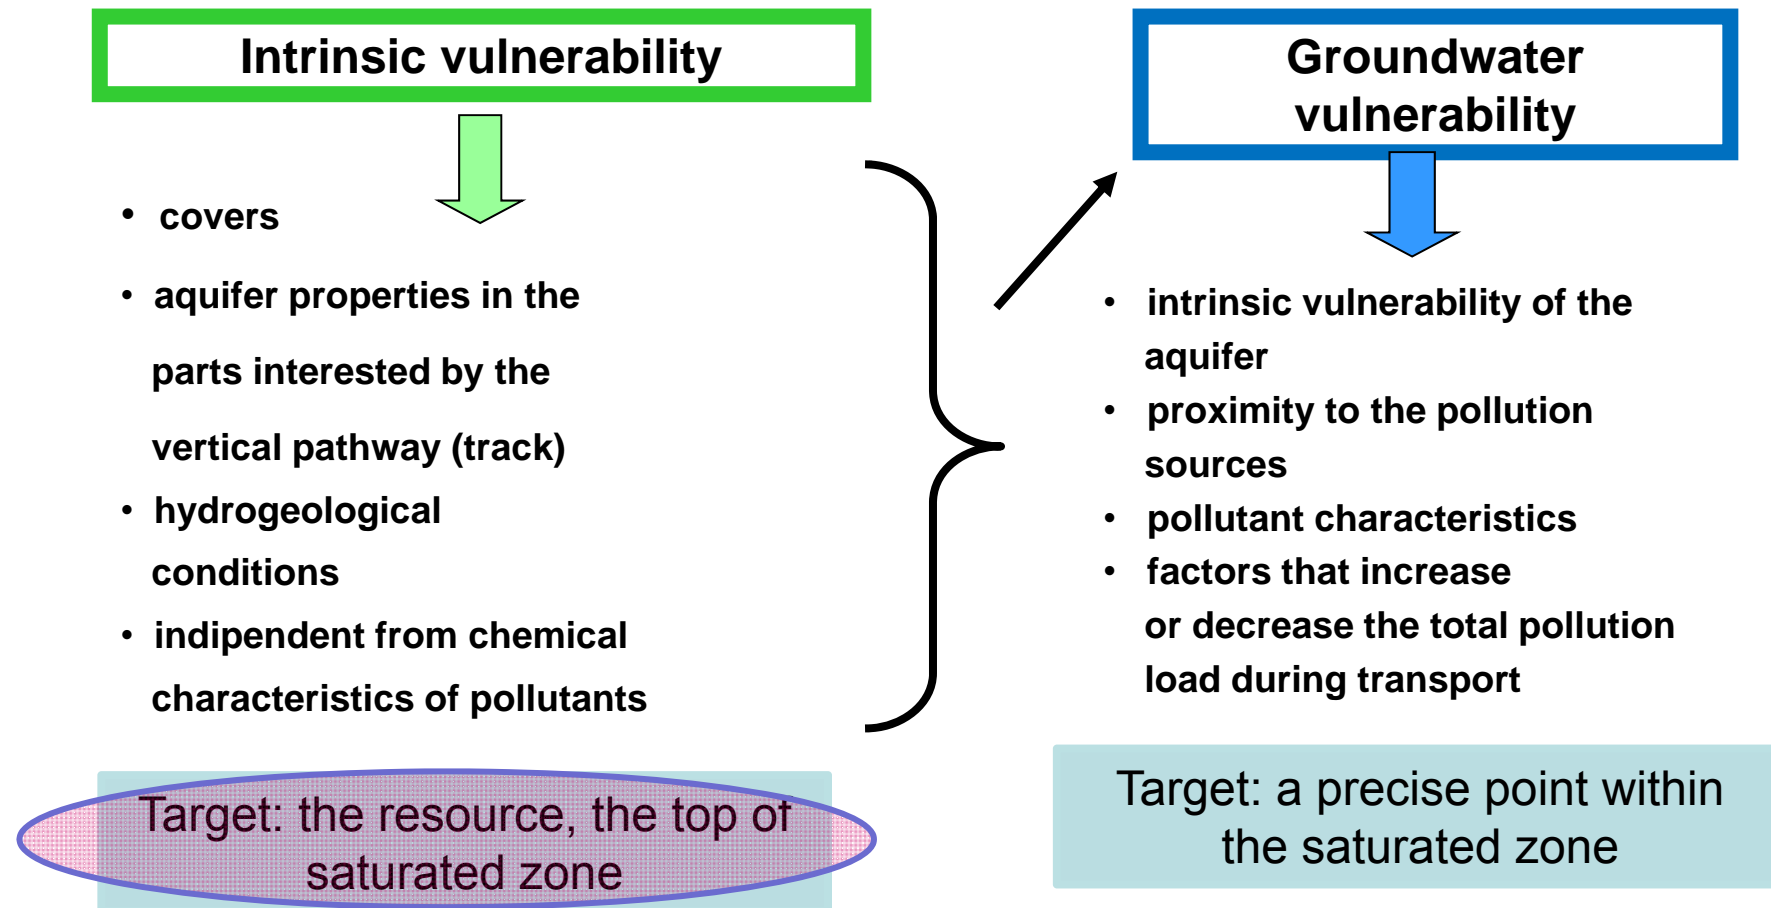 Intrinsic vulnerability
• covers
• aquifer properties in the
parts interested by the
vertical pathway (track)
• hydrogeological
conditions
• indipendent from chemical
characteristics of pollutants
Target: the resource, the top of
saturated zone
Groundwater
vulnerability
• intrinsic vulnerability of the
aquifer
• proximity to the pollution
sources
• pollutant characteristics
• factors that increase
or decrease the total pollution
load during transport
Target: a precise point within
the saturated zone